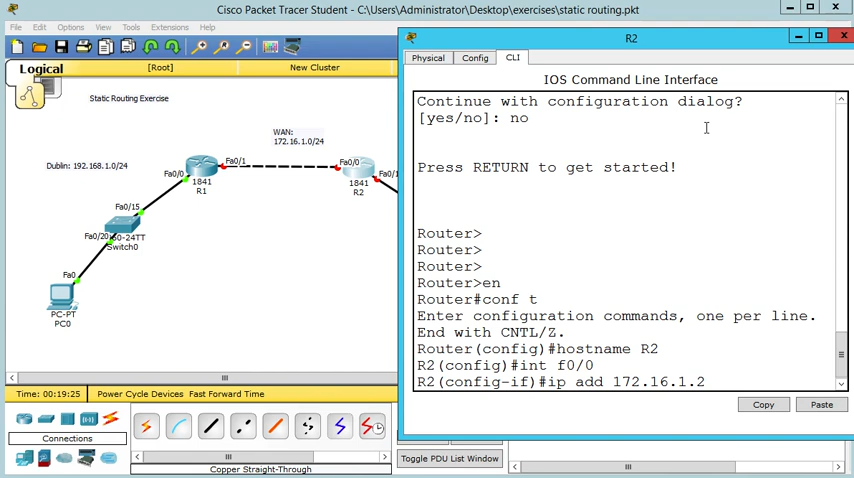 Cisco Packet Tracer Student - C:\Users\Administrator\Desktop\exercises\static routing.pkt
File Edit Options View Tools Extensions Help
Logical [Root] New Cluster
Static Routing Exercise
WAN:
172.16.1.0/24
Dublin: 192.168.1.0/24
Fa0/0
Fa0/1
1841
R1
Fa0/0
Fa0/1
1841
R2
Fa0/15
Fa0/20
60-24TT
Switch0
Fa0
PC-PT
PC0
Time: 00:19:25 Power Cycle Devices Fast Forward Time
Connections
Copper Straight-Through
R2
Physical Config CLI
IOS Command Line Interface
Continue with configuration dialog?
[yes/no]: no
Press RETURN to get started!
Router>
Router>
Router>
Router>en
Router#conf t
Enter configuration commands, one per line.
End with CNTL/Z.
Router(config)#hostname R2
R2(config)#int f0/0
R2(config-if)#ip add 172.16.1.2
Copy Paste
Toggle PDU List Window